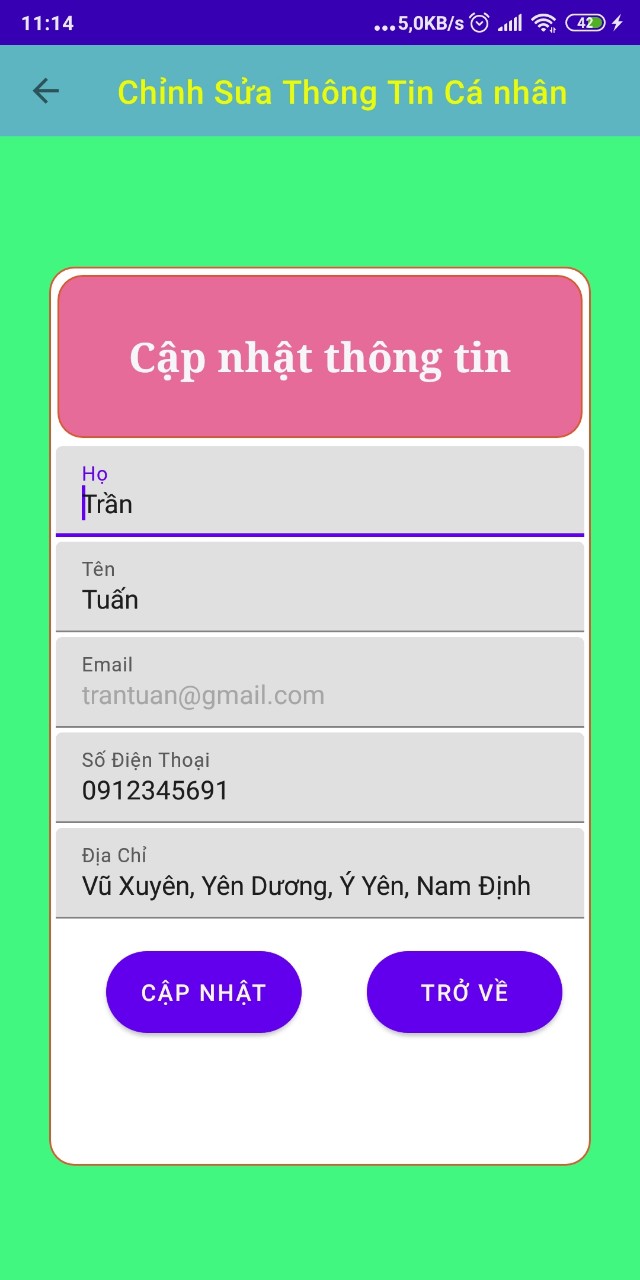 11:14
...5,0KB/s
42
Chỉnh Sửa Thông Tin Cá nhân
Cập nhật thông tin
Họ
Trần
Tên
Tuấn
Email
trantuan@gmail.com
Số Điện Thoại
0912345691
Địa Chỉ
Vũ Xuyên, Yên Dương, Ý Yên, Nam Định
CẬP NHẬT
TRỞ VỀ